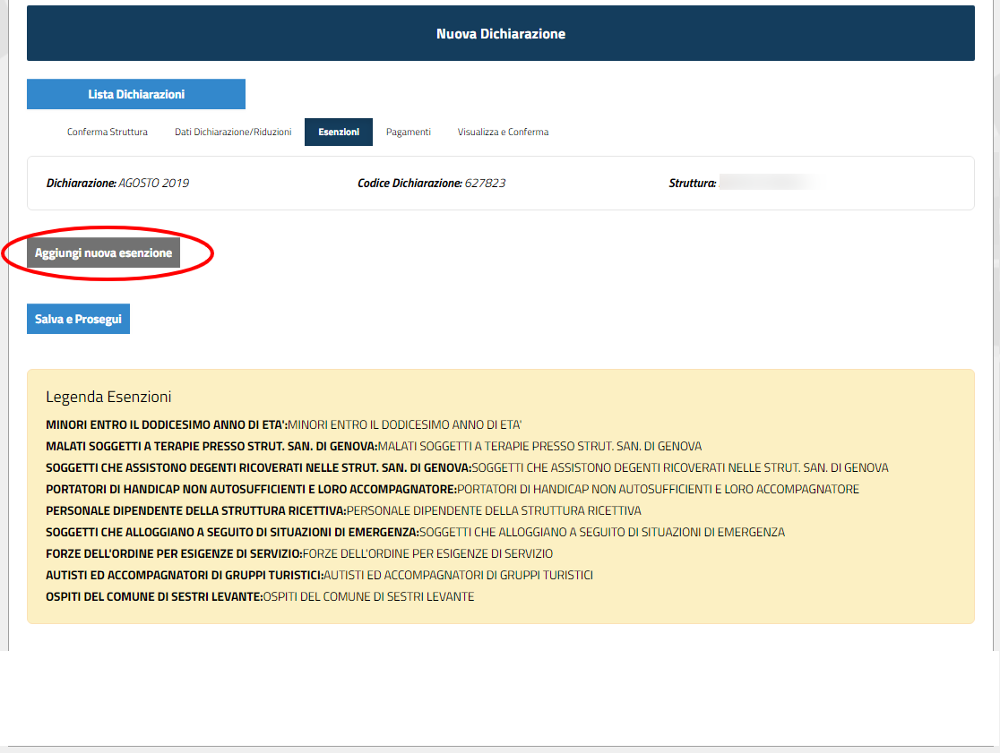 Nuova Dichiarazione
Lista Dichiarazioni
Conferma Struttura Dati Dichiarazione/Riduzioni Esenzioni Pagamenti Visualizza e Conferma
Dichiarazione: AGOSTO 2019 Codice Dichiarazione: 627823 Struttura:
Aggiungi nuova esenzione
Salva e Prosegui
Legenda Esenzioni
MINORI ENTRO IL DODICESIMO ANNO DI ETA':MINORI ENTRO IL DODICESIMO ANNO DI ETA'
MALATI SOGGETTI A TERAPIE PRESSO STRUT. SAN. DI GENOVA:MALATI SOGGETTI A TERAPIE PRESSO STRUT. SAN. DI GENOVA
SOGGETTI CHE ASSISTONO DEGENTI RICOVERATI NELLE STRUT. SAN. DI GENOVA:SOGGETTI CHE ASSISTONO DEGENTI RICOVERATI NELLE STRUT. SAN. DI GENOVA
PORTATORI DI HANDICAP NON AUTOSUFFICIENTI E LORO ACCOMPAGNATORE:PORTATORI DI HANDICAP NON AUTOSUFFICIENTI E LORO ACCOMPAGNATORE
PERSONALE DIPENDENTE DELLA STRUTTURA RICETTIVA:PERSONALE DIPENDENTE DELLA STRUTTURA RICETTIVA
SOGGETTI CHE ALLOGGIANO A SEGUITO DI SITUAZIONI DI EMERGENZA:SOGGETTI CHE ALLOGGIANO A SEGUITO DI SITUAZIONI DI EMERGENZA
FORZE DELL'ORDINE PER ESIGENZE DI SERVIZIO:FORZE DELL'ORDINE PER ESIGENZE DI SERVIZIO
AUTISTI ED ACCOMPAGNATORI DI GRUPPI TURISTICI:AUTISTI ED ACCOMPAGNATORI DI GRUPPI TURISTICI
OSPITI DEL COMUNE DI SESTRI LEVANTE:OSPITI DEL COMUNE DI SESTRI LEVANTE